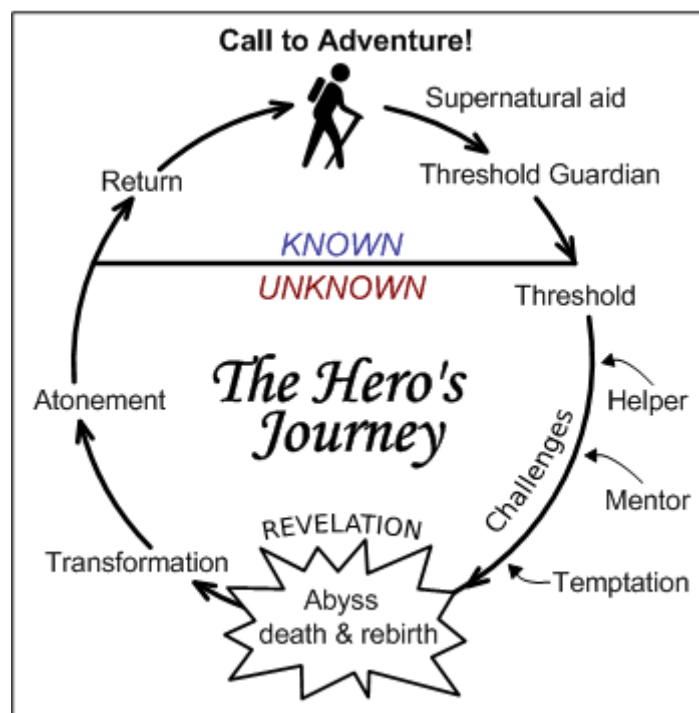 Call to Adventure!
Supernatural aid
Threshold Guardian
Return
KNOWN
UNKNOWN
Threshold
The Hero's
Journey
Helper
Atonement
Challenges
Mentor
REVELATION
Transformation
Temptation
Abyss
death & rebirth